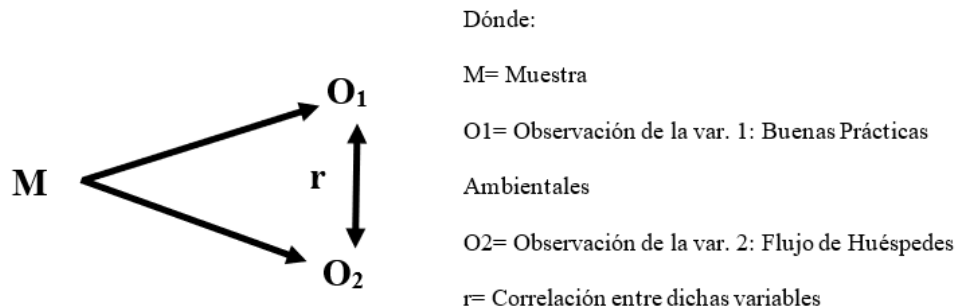 M
O₁
r
O₂
Dónde:
M= Muestra
O1= Observación de la var. 1: Buenas Prácticas
Ambientales
O2= Observación de la var. 2: Flujo de Huéspedes
r= Correlación entre dichas variables